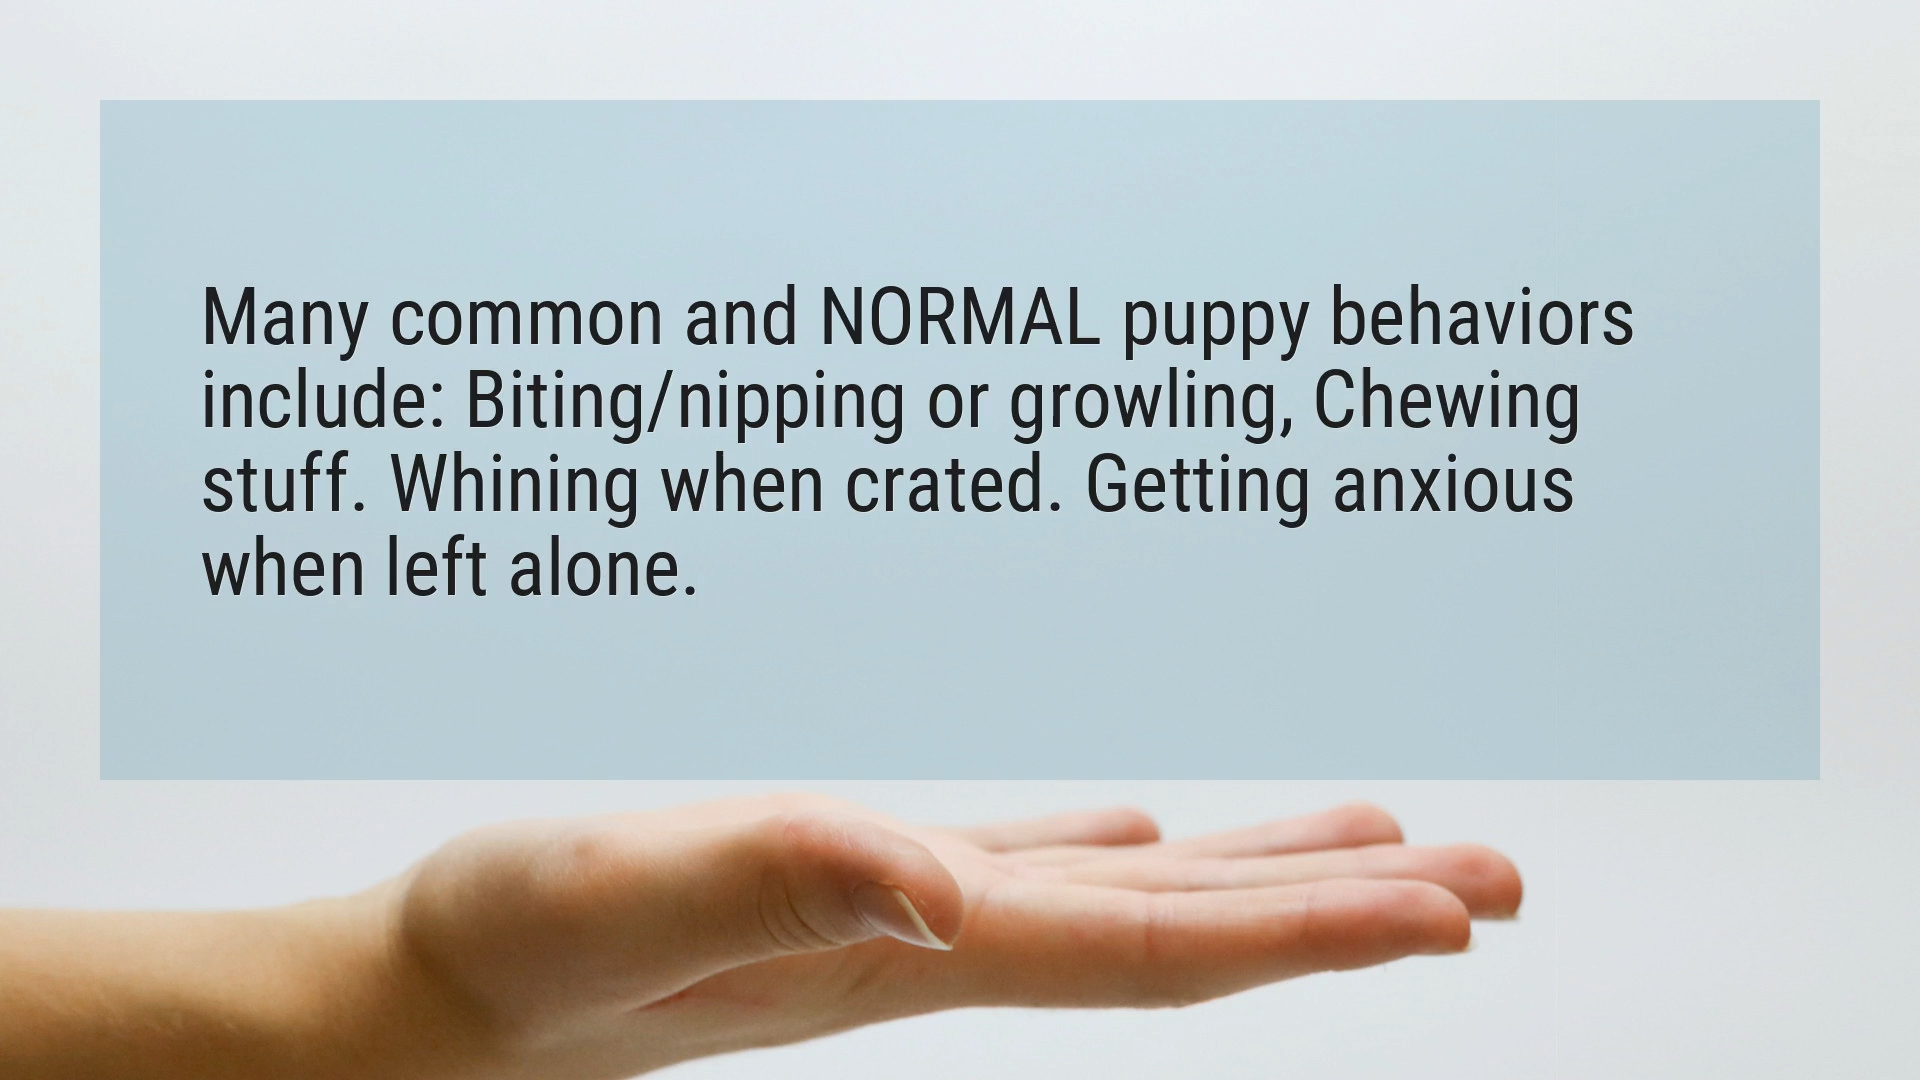 Many common and NORMAL puppy behaviors
include: Biting/nipping or growling, Chewing
stuff. Whining when crated. Getting anxious
when left alone.